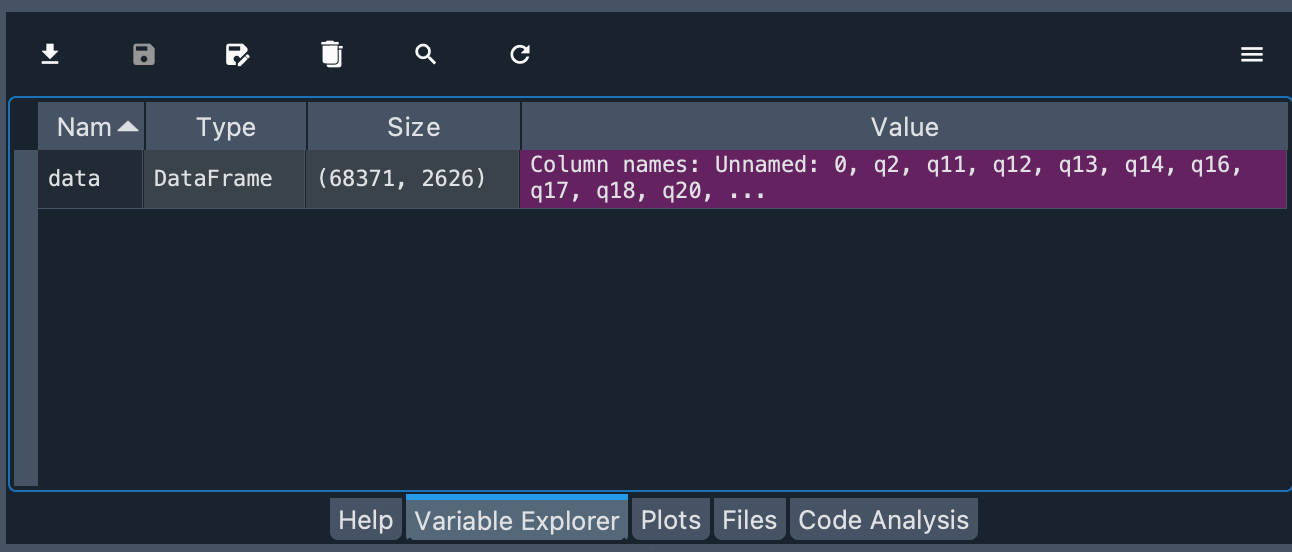 Nam Type Size Value
data DataFrame (68371, 2626) Column names: Unnamed: 0, q2, q11, q12, q13, q14, q16,
q17, q18, q20, ...
Help Variable Explorer Plots Files Code Analysis